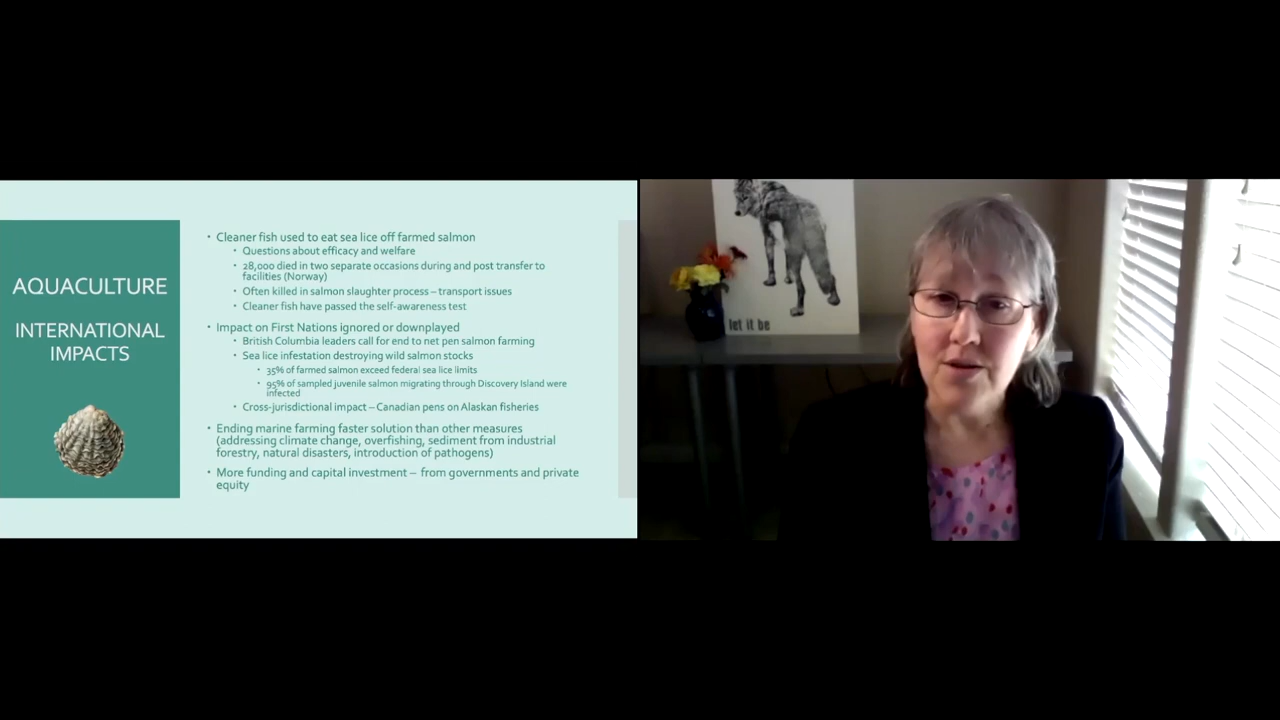 AQUACULTURE
INTERNATIONAL
IMPACTS
• Cleaner fish used to eat sea lice off farmed salmon
• Questions about efficacy and welfare
• 28,000 died in two separate occasions during and post transfer to
facilities (Norway)
• Often killed in salmon slaughter process – transport issues
• Cleaner fish have passed the self-awareness test
• Impact on First Nations ignored or downplayed
• British Columbia leaders call for end to net pen salmon farming
• Sea lice infestation destroying wild salmon stocks
• 35% of farmed salmon exceed federal sea lice limits
• 95% of sampled juvenile salmon migrating through Discovery Island were
infected
• Cross-jurisdictional impact – Canadian pens on Alaskan fisheries
• Ending marine farming faster solution than other measures
(addressing climate change, overfishing, sediment from industrial
forestry, natural disasters, introduction of pathogens)
• More funding and capital investment – from governments and private
equity
let it be